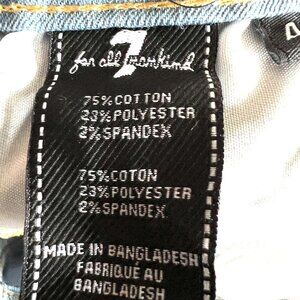 7
for all mankind
75%COTTON
23%POLYESTER
2%SPANDEX
75%COTON
23%POLYESTER
2%SPANDEX
MADE IN BANGLADESH
FABRIQUÉ AU
BANGLADESH
4